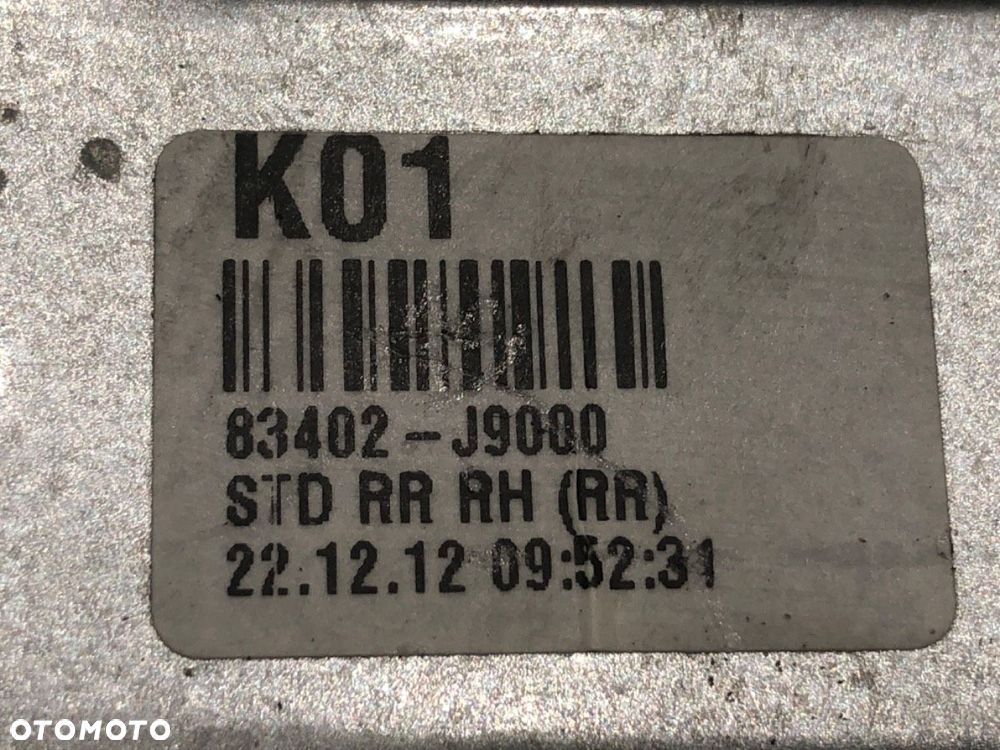 K01
83402-J9000
STD RR RH (RR)
22.12.12 09:52:31
OTOMOTO